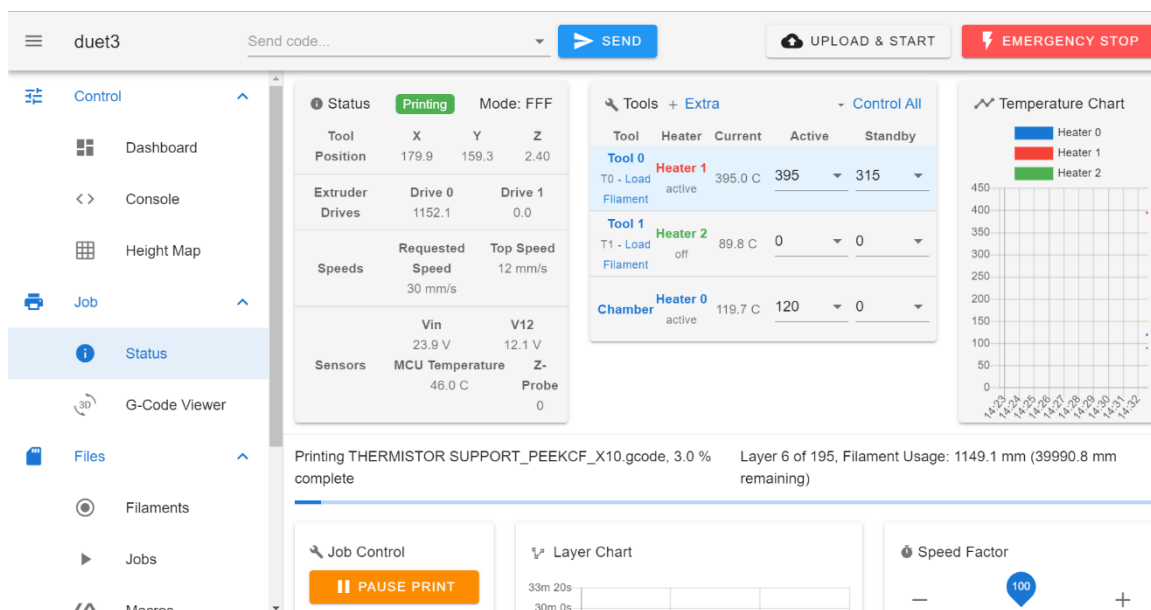 duet3
Send code...
SEND
UPLOAD & START
EMERGENCY STOP
Control
Dashboard
Console
Height Map
Job
Status
G-Code Viewer
3D
Files
Filaments
Jobs
Macros
Status Printing Mode: FFF
Tool Position
X Y Z
179.9 159.3 2.40
Extruder Drives
Drive 0 Drive 1
1152.1 0.0
Speeds
Requested Speed
30 mm/s
Top Speed
12 mm/s
Sensors
Vin V12
23.9 V 12.1 V
MCU Temperature
46.0 C
Z-Probe
0
Tools + Extra Control All
Tool Heater Current Active Standby
Tool 0
T0 - Load Filament
Heater 1
active
395.0 C 395 315
Tool 1
T1 - Load Filament
Heater 2
off
89.8 C 0 0
Chamber
Heater 0
active
119.7 C 120 0
Temperature Chart
Heater 0
Heater 1
Heater 2
450
400
350
300
250
200
150
100
50
0
14:23 14:24 14:25 14:26 14:27 14:28 14:29 14:30 14:31 14:32
Printing THERMISTOR SUPPORT_PEEKCF_X10.gcode, 3.0 %
complete
Layer 6 of 195, Filament Usage: 1149.1 mm (39990.8 mm
remaining)
Job Control
PAUSE PRINT
Layer Chart
33m 20s
30m 0s
Speed Factor
100